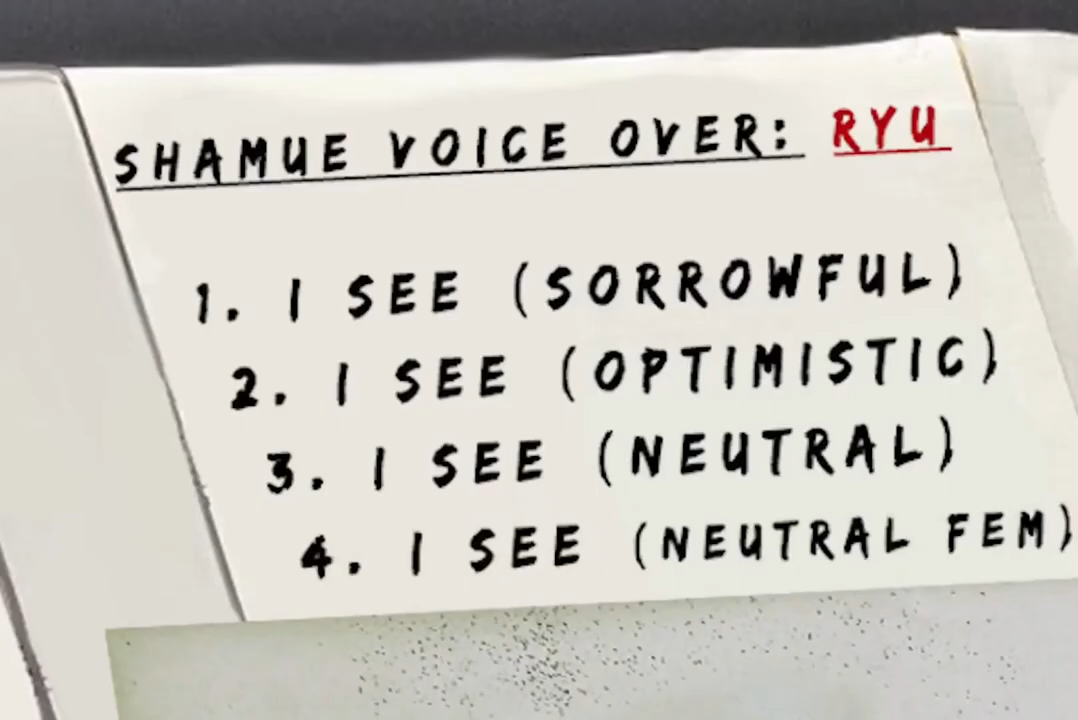 SHAMUE VOICE OVER: RYU
1. I SEE (SORROWFUL)
2. I SEE (OPTIMISTIC)
3. I SEE (NEUTRAL)
4. I SEE (NEUTRAL FEM)